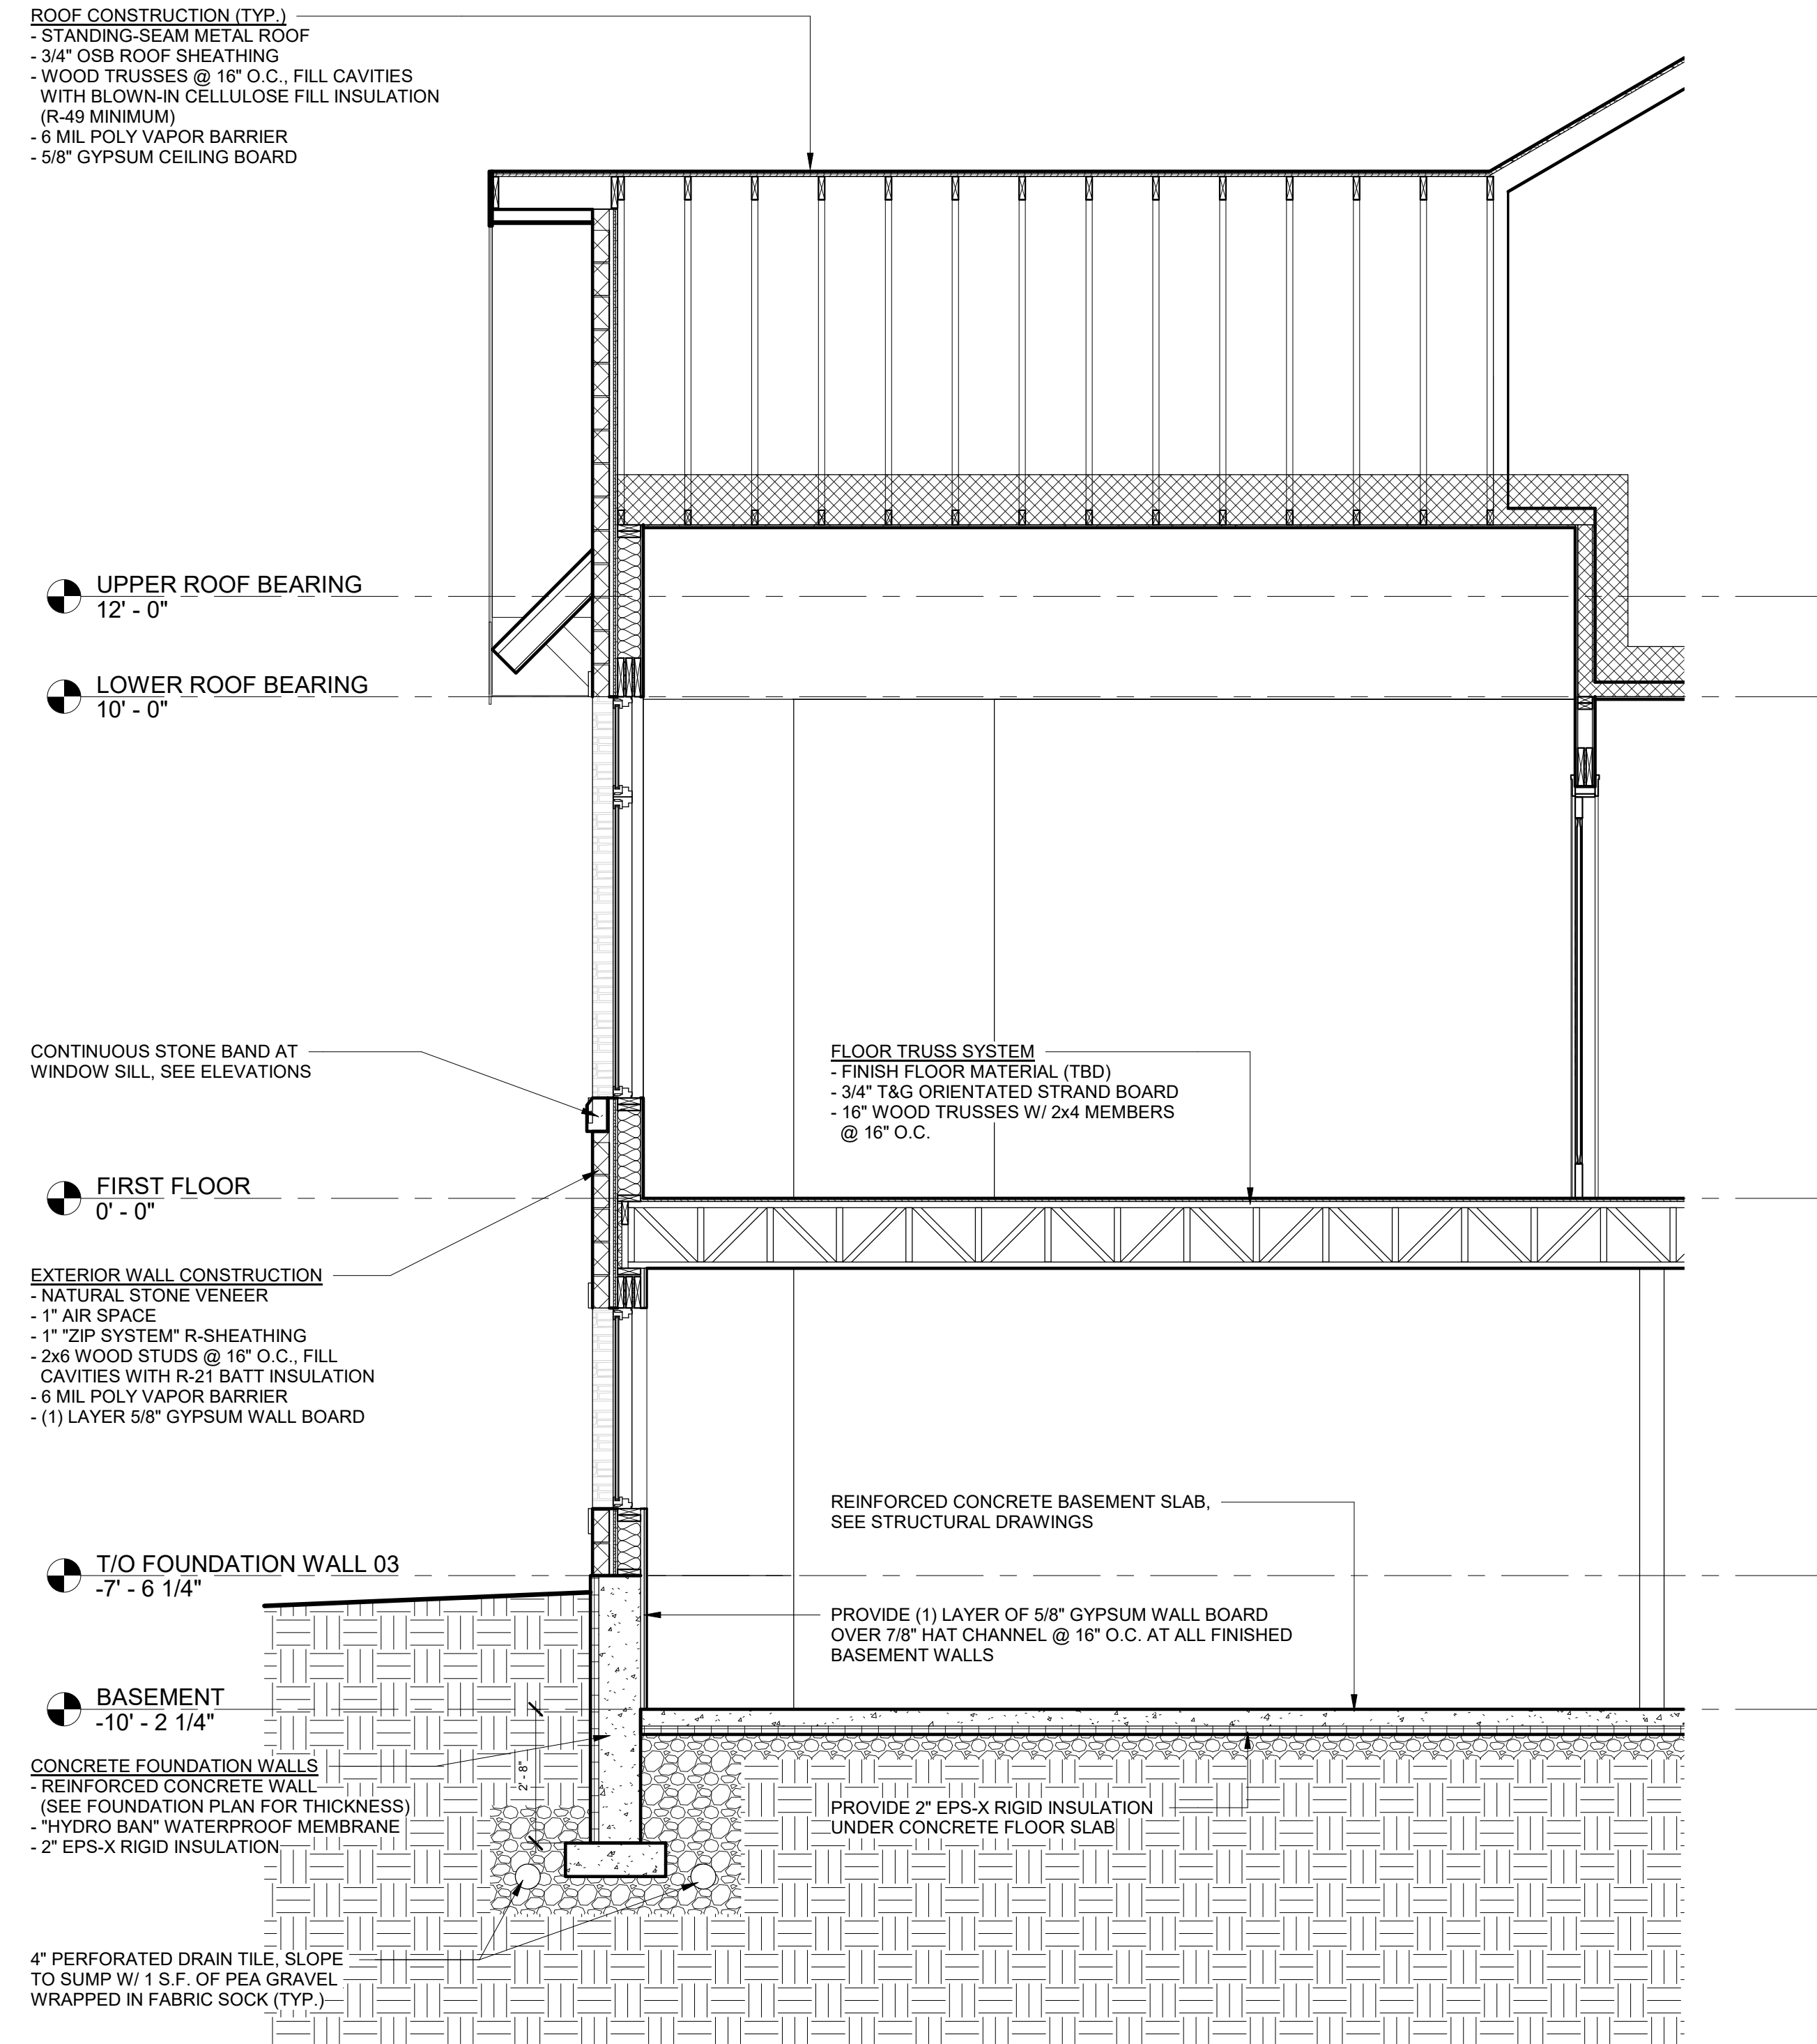 ROOF CONSTRUCTION (TYP.)
- STANDING-SEAM METAL ROOF
- 3/4" OSB ROOF SHEATHING
- WOOD TRUSSES @ 16" O.C., FILL CAVITIES
WITH BLOWN-IN CELLULOSE FILL INSULATION
(R-49 MINIMUM)
- 6 MIL POLY VAPOR BARRIER
- 5/8" GYPSUM CEILING BOARD
UPPER ROOF BEARING
12' - 0"
LOWER ROOF BEARING
10' - 0"
CONTINUOUS STONE BAND AT
WINDOW SILL, SEE ELEVATIONS
FLOOR TRUSS SYSTEM
- FINISH FLOOR MATERIAL (TBD)
- 3/4" T&G ORIENTATED STRAND BOARD
- 16" WOOD TRUSSES W/ 2x4 MEMBERS
@ 16" O.C.
FIRST FLOOR
0' - 0"
EXTERIOR WALL CONSTRUCTION
- NATURAL STONE VENEER
- 1" AIR SPACE
- 1" "ZIP SYSTEM" R-SHEATHING
- 2x6 WOOD STUDS @ 16" O.C., FILL
CAVITIES WITH R-21 BATT INSULATION
- 6 MIL POLY VAPOR BARRIER
- (1) LAYER 5/8" GYPSUM WALL BOARD
REINFORCED CONCRETE BASEMENT SLAB,
SEE STRUCTURAL DRAWINGS
T/O FOUNDATION WALL 03
-7' - 6 1/4"
PROVIDE (1) LAYER OF 5/8" GYPSUM WALL BOARD
OVER 7/8" HAT CHANNEL @ 16" O.C. AT ALL FINISHED
BASEMENT WALLS
BASEMENT
-10' - 2 1/4"
CONCRETE FOUNDATION WALLS
- REINFORCED CONCRETE WALL
(SEE FOUNDATION PLAN FOR THICKNESS)
- "HYDRO BAN" WATERPROOF MEMBRANE
- 2" EPS-X RIGID INSULATION
2' - 8"
PROVIDE 2" EPS-X RIGID INSULATION
UNDER CONCRETE FLOOR SLAB
4" PERFORATED DRAIN TILE, SLOPE
TO SUMP W/ 1 S.F. OF PEA GRAVEL
WRAPPED IN FABRIC SOCK (TYP.)